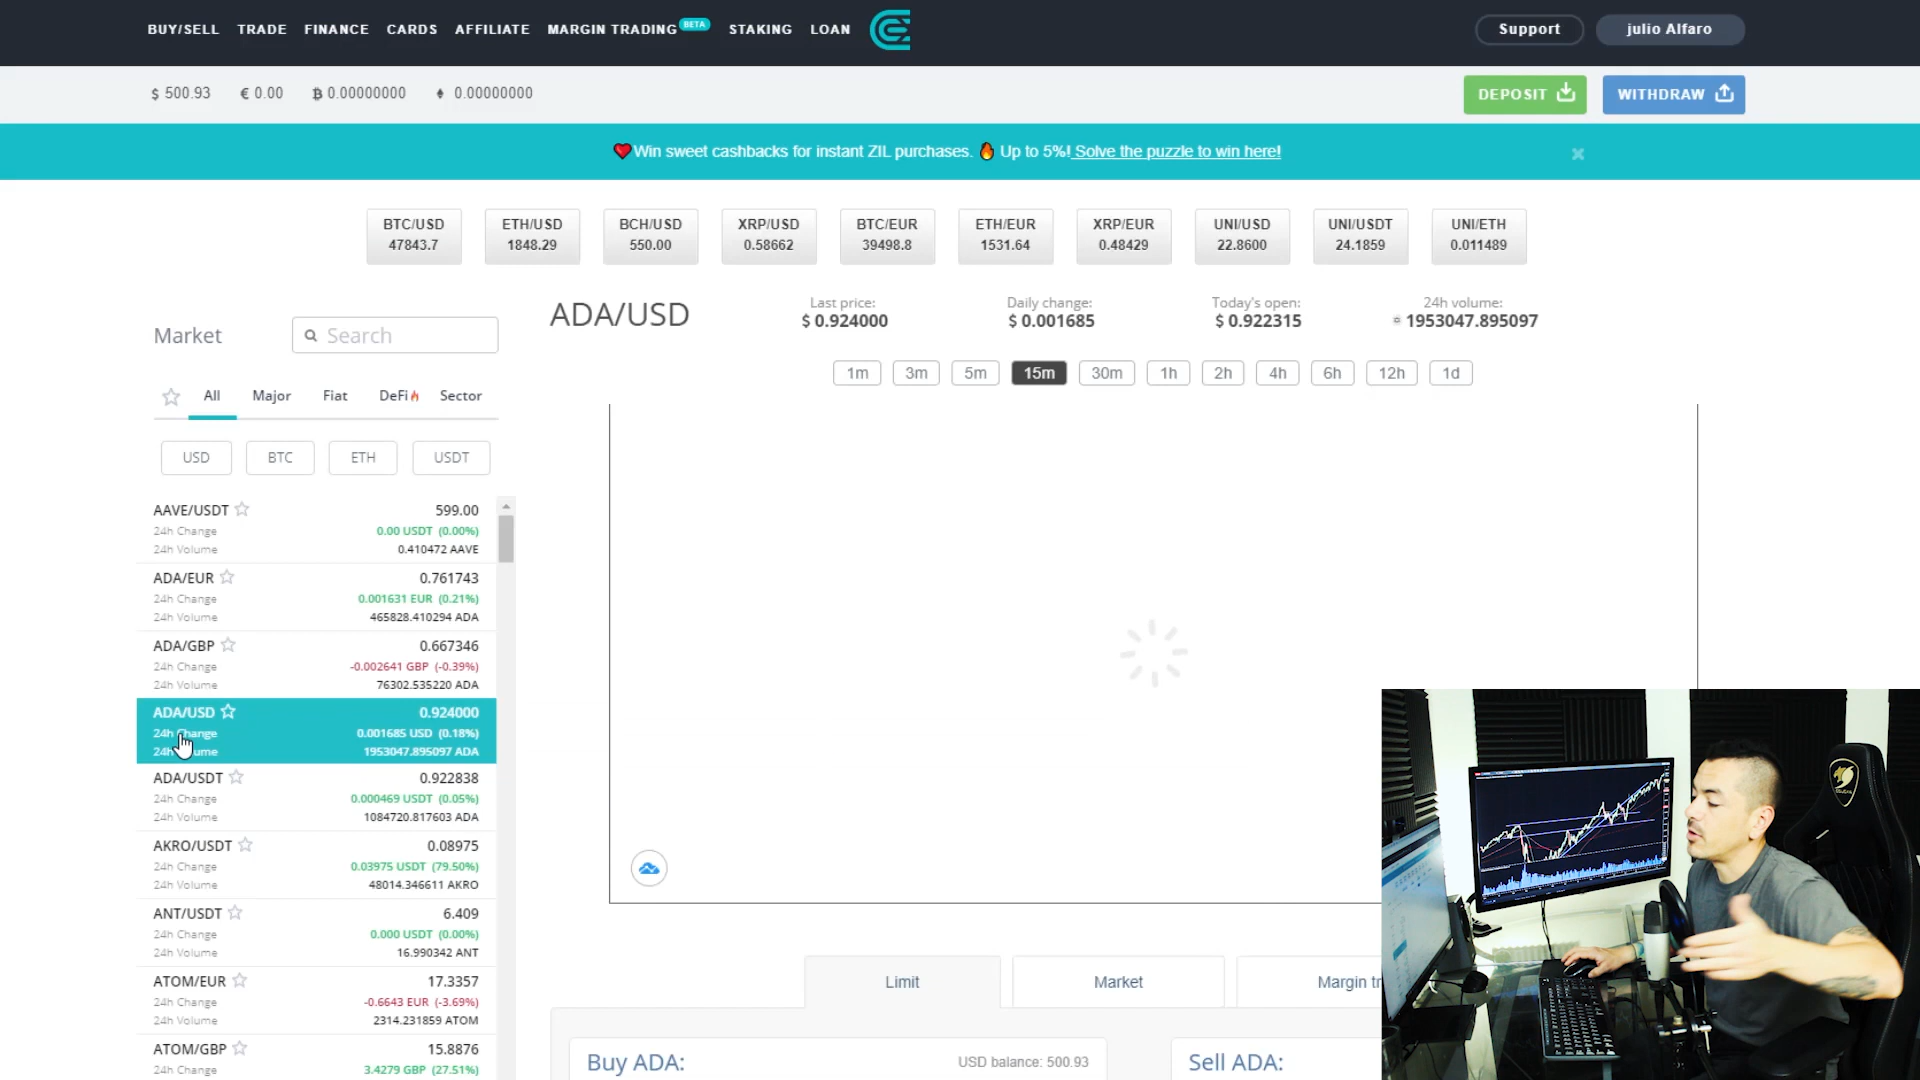 BUY/SELL TRADE FINANCE CARDS AFFILIATE MARGIN TRADING BETA STAKING LOAN
Support julio Alfaro
$ 500.93 € 0.00 ₿ 0.00000000 0.00000000
DEPOSIT WITHDRAW
Win sweet cashbacks for instant ZIL purchases. Up to 5%! Solve the puzzle to win here!
BTC/USD ETH/USD BCH/USD XRP/USD BTC/EUR ETH/EUR XRP/EUR UNI/USD UNI/USDT UNI/ETH
47843.7 1848.29 550.00 0.58662 39498.8 1531.64 0.48429 22.8600 24.1859 0.011489
Market
Search
All Major Fiat DeFi Sector
USD BTC ETH USDT
AAVE/USDT 599.00
24h Change 0.00 USDT (0.00%)
24h Volume 0.410472 AAVE
ADA/EUR 0.761743
24h Change 0.001631 EUR (0.21%)
24h Volume 465828.410294 ADA
ADA/GBP 0.667346
24h Change -0.002641 GBP (-0.39%)
24h Volume 76302.535220 ADA
ADA/USD 0.924000
24h Change 0.001685 USD (0.18%)
24h Volume 1953047.895097 ADA
ADA/USDT 0.922838
24h Change 0.000469 USDT (0.05%)
24h Volume 1084720.817603 ADA
AKRO/USDT 0.08975
24h Change 0.03975 USDT (79.50%)
24h Volume 48014.346611 AKRO
ANT/USDT 6.409
24h Change 0.000 USDT (0.00%)
24h Volume 16.990342 ANT
ATOM/EUR 17.3357
24h Change -0.6643 EUR (-3.69%)
24h Volume 2314.231859 ATOM
ATOM/GBP 15.8876
24h Change 3.4279 GBP (27.51%)
ADA/USD
Last price: Daily change: Today's open: 24h volume:
$ 0.924000 $ 0.001685 $ 0.922315 1953047.895097
1m 3m 5m 15m 30m 1h 2h 4h 6h 12h 1d
Limit Market Margin tr
Buy ADA: USD balance: 500.93 Sell ADA: